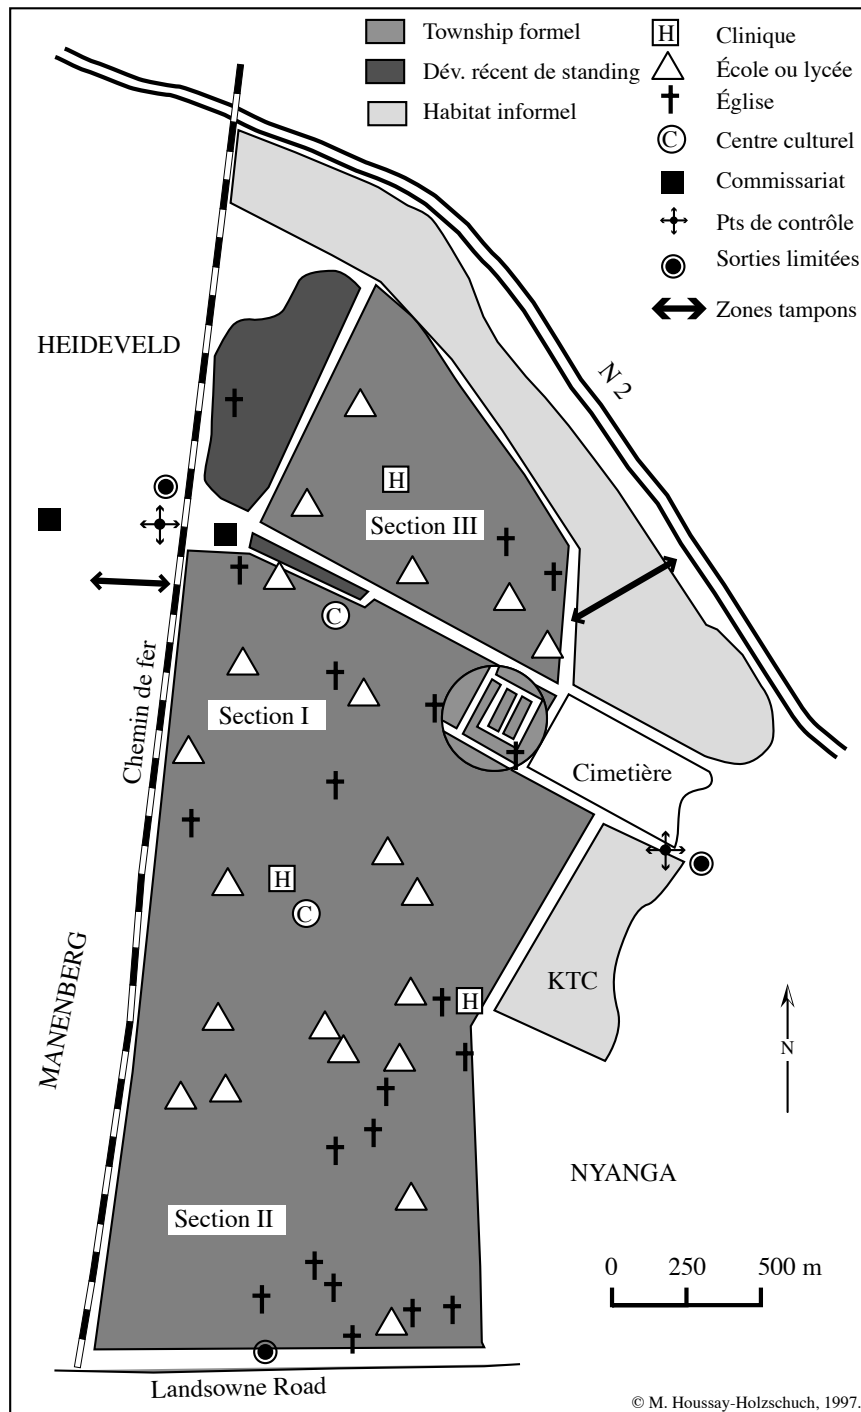 Township formel
Dév. récent de standing
Habitat informel
H Clinique
École ou lycée
Église
C Centre culturel
Commissariat
Pts de contrôle
Sorties limitées
Zones tampons
HEIDEVELD
N 2
H
Section III
C
Chemin de fer
Section I
Cimetière
H
C
MANENBERG
KTC
H
N
NYANGA
Section II
0 250 500 m
Landsowne Road
© M. Houssay-Holzschuch, 1997.